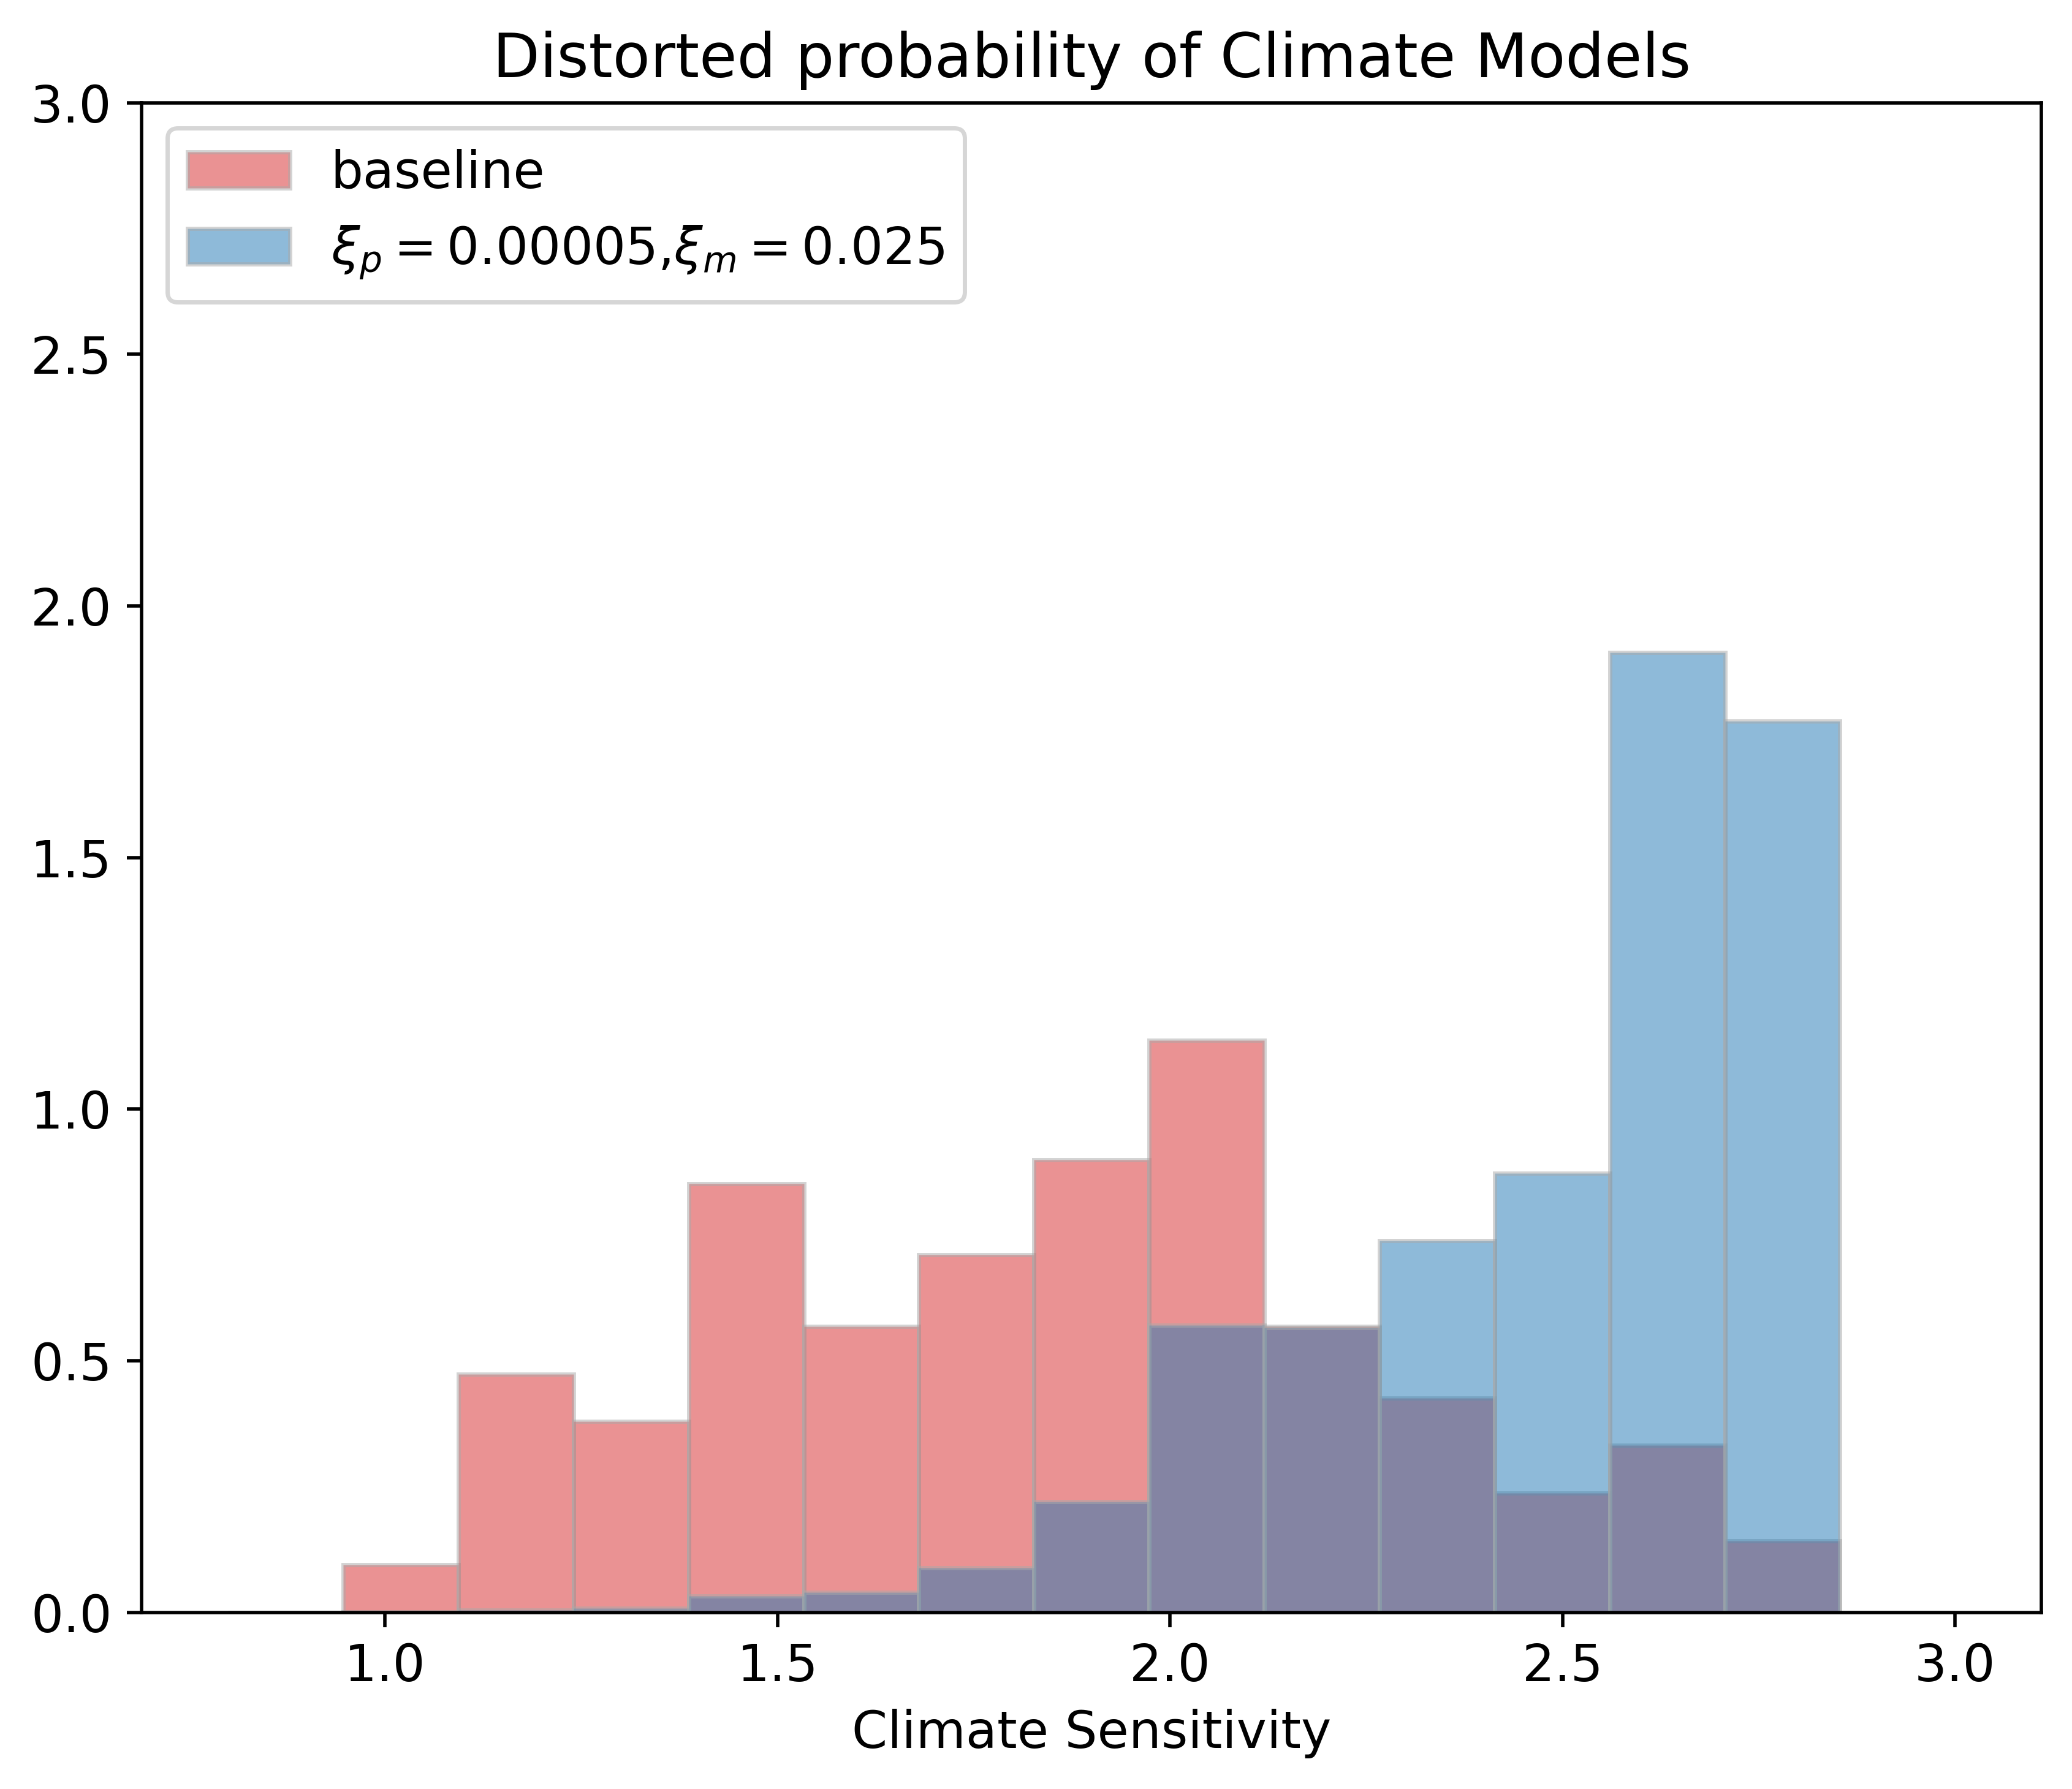 Distorted probability of Climate Models
3.0
2.5
2.0
1.5
1.0
0.5
0.0
baseline
ξp = 0.00005,ξm = 0.025
1.0 1.5 2.0 2.5 3.0
Climate Sensitivity